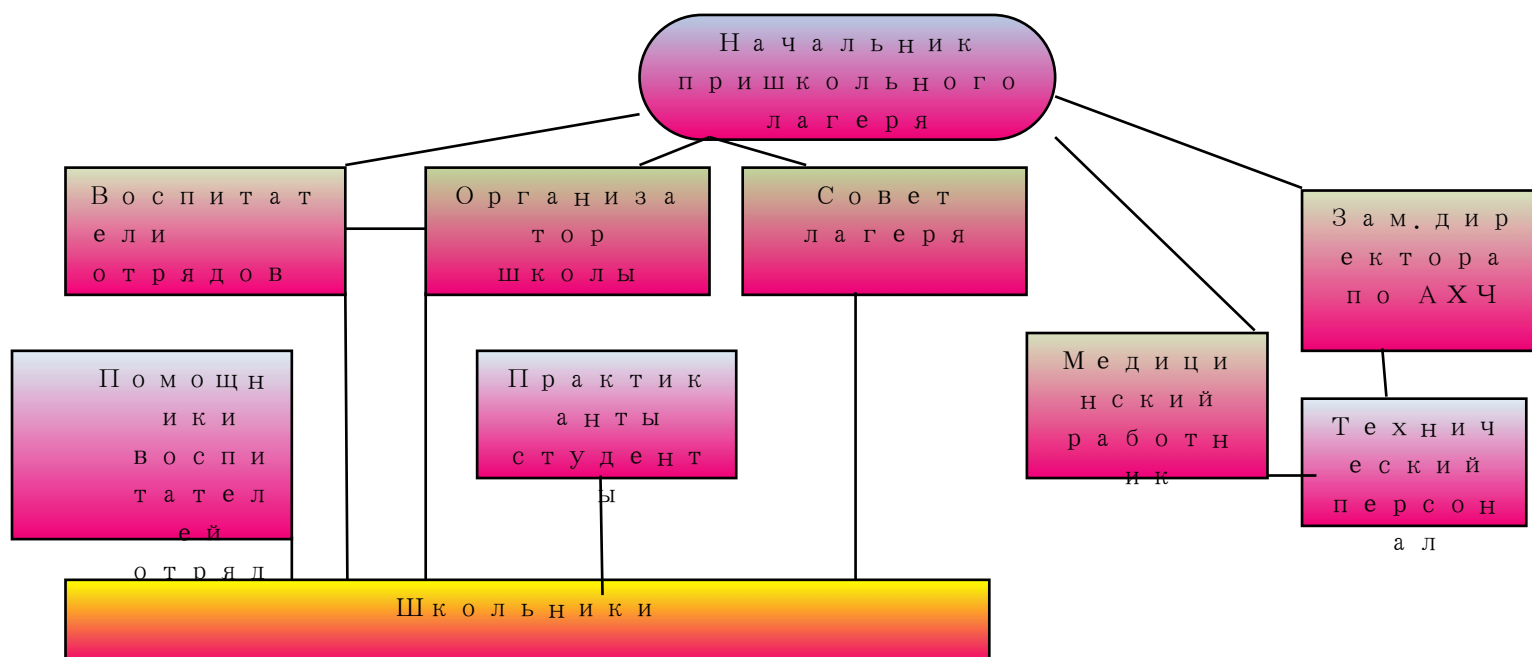 Начальник
пришкольного
лагеря
Воспитат
ели
отрядов
Организа
тор
школы
Совет
лагеря
Зам.дир
ектора
по АХЧ
Помощн
ики
воспи
тател
ей
отряд
Практик
анты
студент
ы
Медици
нский
работн
ик
Технич
еский
персон
ал
Школьники